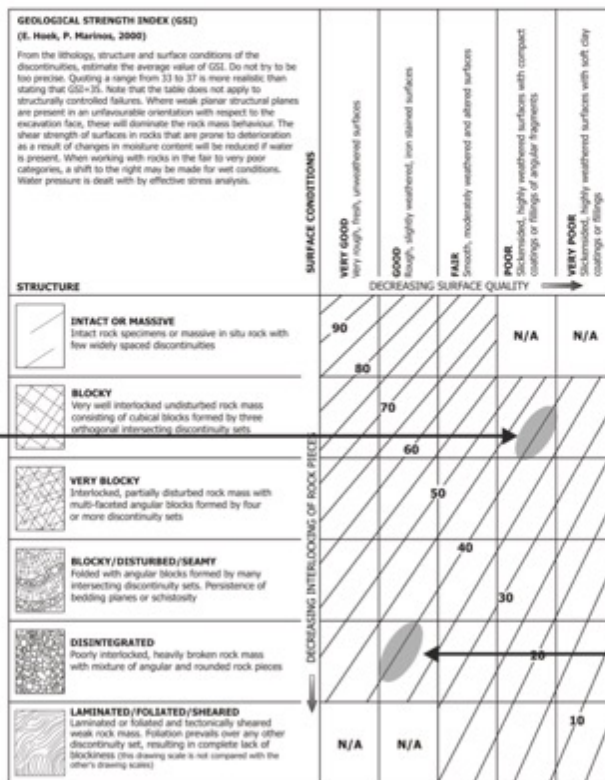 GEOLOGICAL STRENGTH INDEX (GSI)
(E. Hoek, P. Marinos, 2000)
From the lithology, structure and surface conditions of the
discontinuities, estimate the average value of GSI. Do not try to be
too precise. Quoting a range from 33 to 37 is more realistic than
stating that GSI=35. Note that the table does not apply to
structurally controlled failures. Where weak planar structural planes
are present in an unfavourable orientation with respect to the
excavation face, these will dominate the rock mass behaviour. The
shear strength of surfaces in rocks that are prone to deterioration
as a result of changes in moisture content will be reduced if water
is present. When working with rocks in the fair to very poor
categories, a shift to the right may be made for wet conditions.
Water pressure is dealt with by effective stress analysis.
STRUCTURE
SURFACE CONDITIONS
VERY GOOD
Very rough, fresh, unweathered surfaces
GOOD
Rough, slightly weathered, iron stained surfaces
FAIR
Smooth, moderately weathered and altered surfaces
POOR
Slickensided, highly weathered surfaces with compact
coatings or fillings of angular fragments
VERY POOR
Slickensided, highly weathered surfaces with soft clay
coatings or fillings
DECREASING SURFACE QUALITY
DECREASING INTERLOCKING OF ROCK PIECES
INTACT OR MASSIVE
Intact rock specimens or massive in situ rock with
few widely spaced discontinuities
90
80
N/A
N/A
BLOCKY
Very well interlocked undisturbed rock mass
consisting of cubical blocks formed by three
orthogonal intersecting discontinuity sets
70
60
VERY BLOCKY
Interlocked, partially disturbed rock mass with
multi-faceted angular blocks formed by four
or more discontinuity sets
50
BLOCKY/DISTURBED/SEAMY
Folded with angular blocks formed by many
intersecting discontinuity sets. Persistence of
bedding planes or schistosity
40
30
DISINTEGRATED
Poorly interlocked, heavily broken rock mass
with mixture of angular and rounded rock pieces
20
LAMINATED/FOLIATED/SHEARED
Laminated or foliated and tectonically sheared
weak rock mass. Foliation prevails over any other
discontinuity set, resulting in complete lack of
blockiness (this drawing scale is not compared with the
other's drawing scales)
N/A
N/A
10